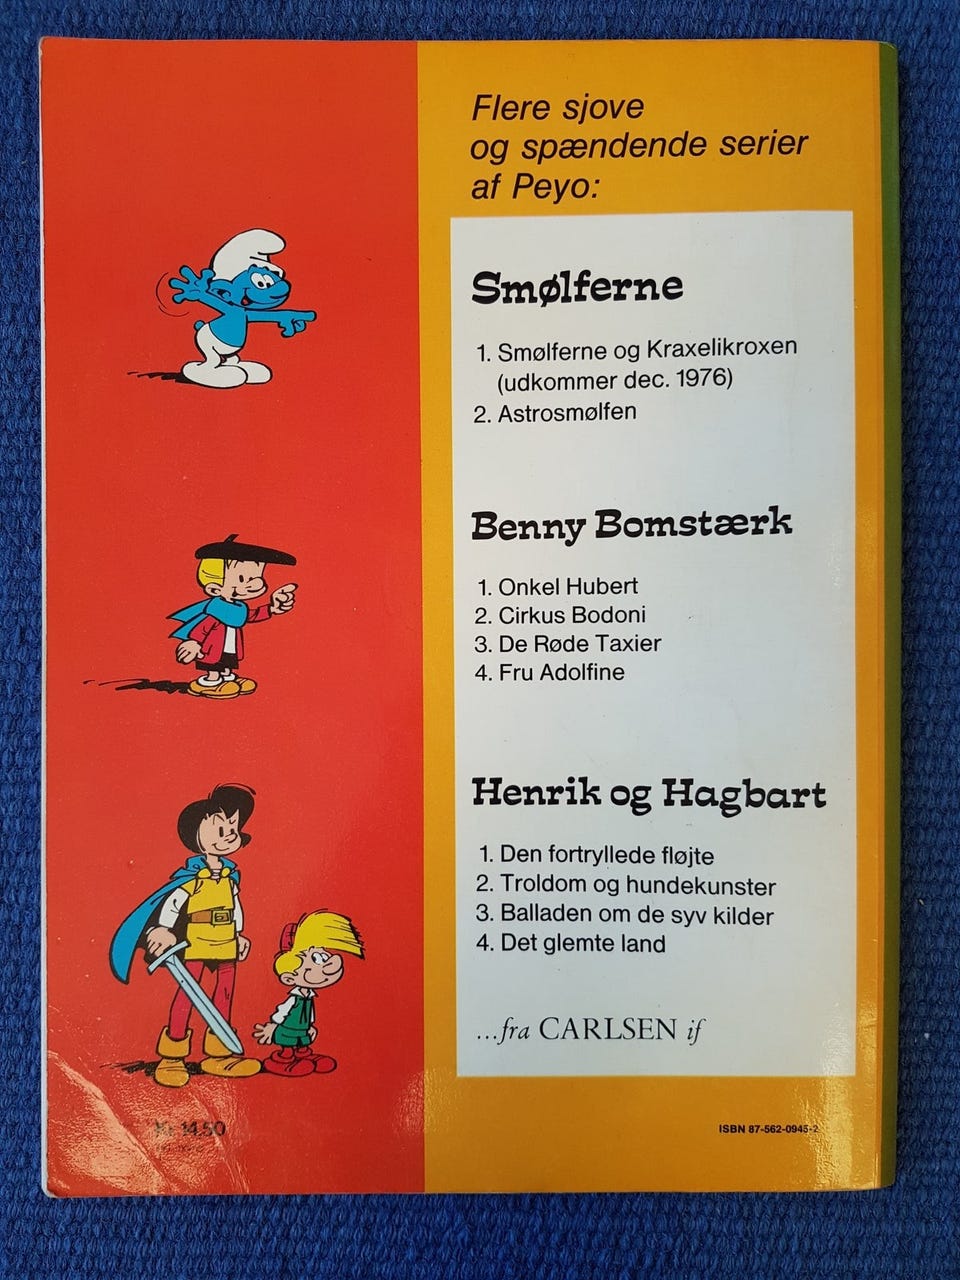 Flere sjove
og spændende serier
af Peyo:
Smølferne
1. Smølferne og Kraxelikroxen
(udkommer dec. 1976)
2. Astrosmølfen
Benny Bomstærk
1. Onkel Hubert
2. Cirkus Bodoni
3. De Røde Taxier
4. Fru Adolfine
Henrik og Hagbart
1. Den fortryllede fløjte
2. Troldom og hundekunster
3. Balladen om de syv kilder
4. Det glemte land
...fra CARLSEN if
Kr. 14,50
ISBN 87-562-0945-2